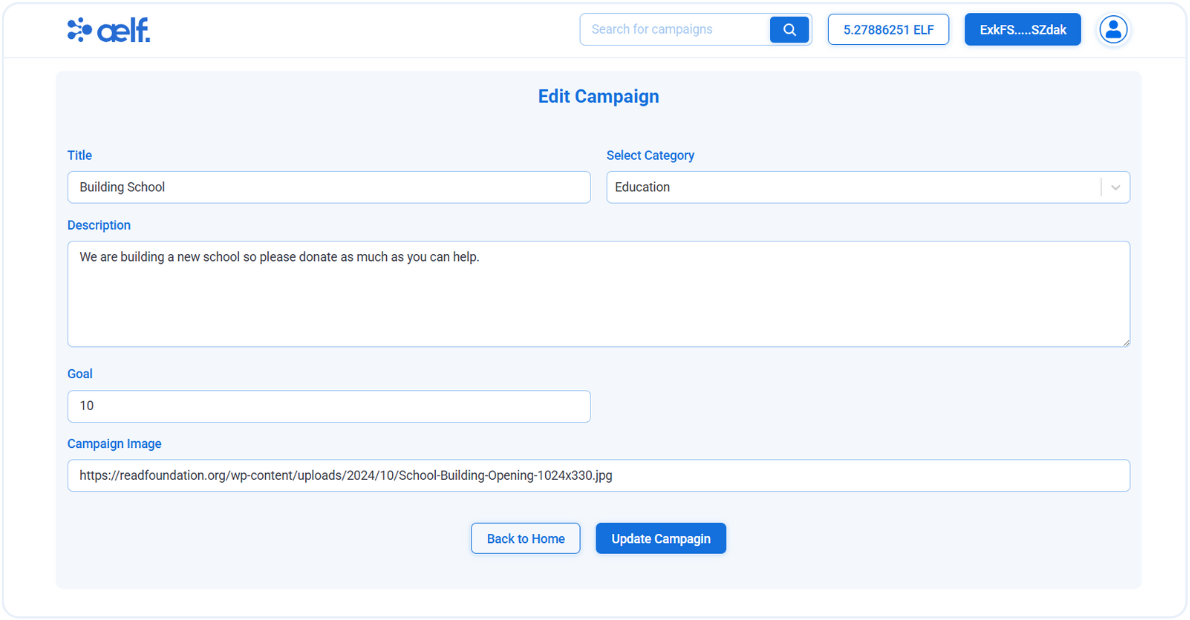 aelf.
Search for campaigns
5.27886251 ELF
ExkFS.....SZdak
Edit Campaign
Title
Select Category
Building School
Education
Description
We are building a new school so please donate as much as you can help.
Goal
10
Campaign Image
https://readfoundation.org/wp-content/uploads/2024/10/School-Building-Opening-1024x330.jpg
Back to Home
Update Campagin